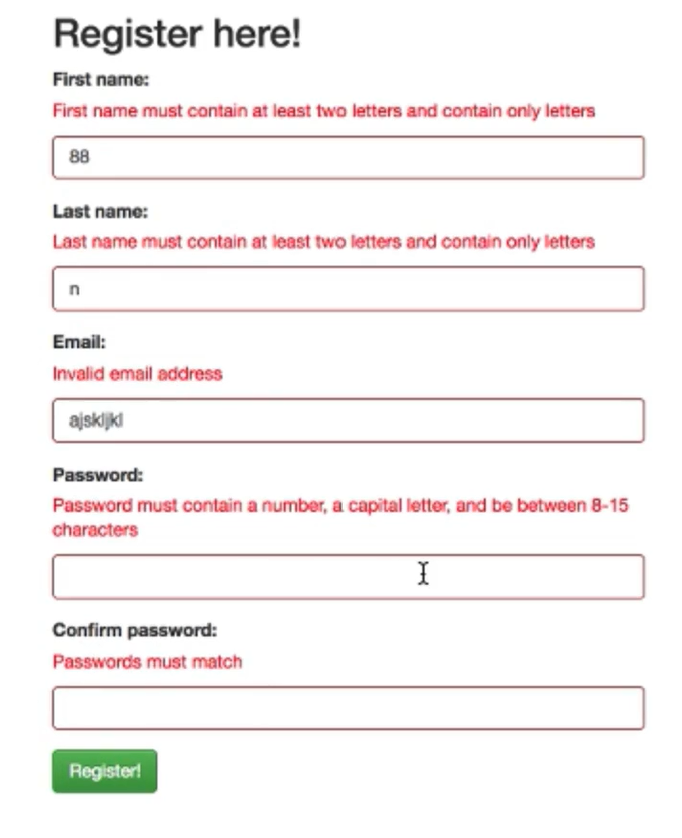 Register here!
First name:
First name must contain at least two letters and contain only letters
88
Last name:
Last name must contain at least two letters and contain only letters
n
Email:
Invalid email address
ajskljkl
Password:
Password must contain a number, a capital letter, and be between 8-15
characters
Confirm password:
Passwords must match
Register!